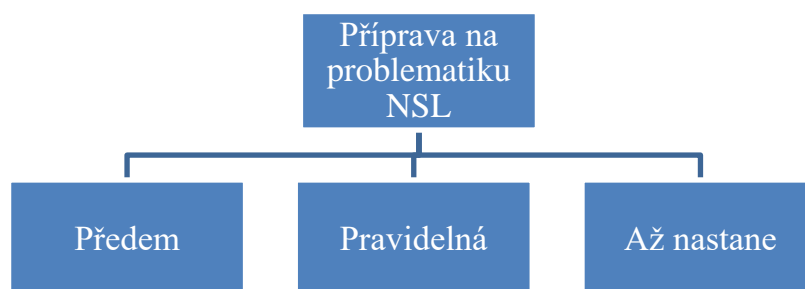 Příprava na
problematiku
NSL
Předem
Pravidelná
Až nastane